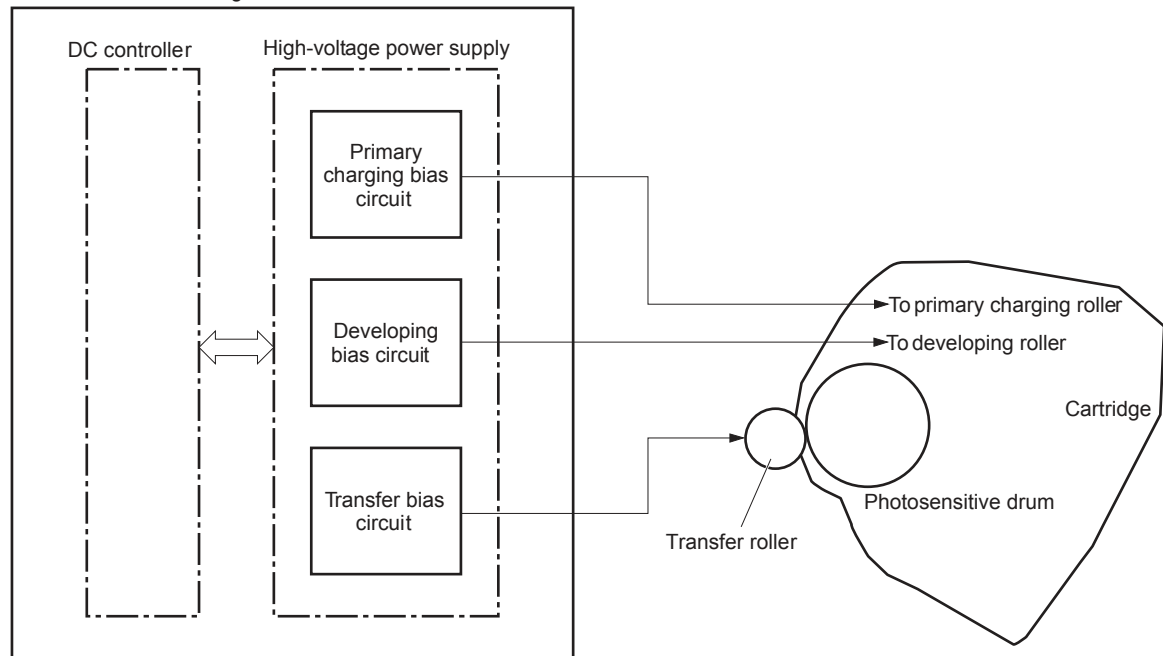 DC controller
High-voltage power supply
Primary
charging bias
circuit
Developing
bias circuit
Transfer bias
circuit
To primary charging roller
To developing roller
Cartridge
Photosensitive drum
Transfer roller